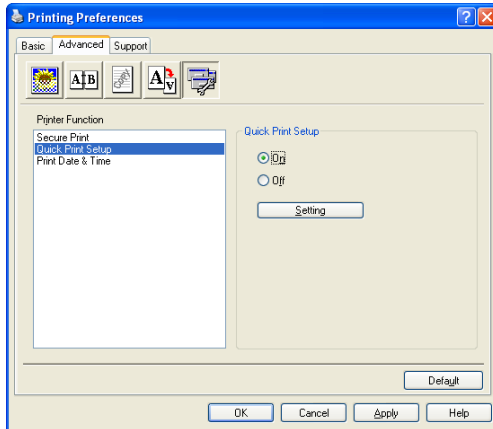 Printing Preferences
Basic Advanced Support
A B
A A
Printer Function
Secure Print
Quick Print Setup
Print Date & Time
Quick Print Setup
On
Off
Setting
Default
OK Cancel Apply Help